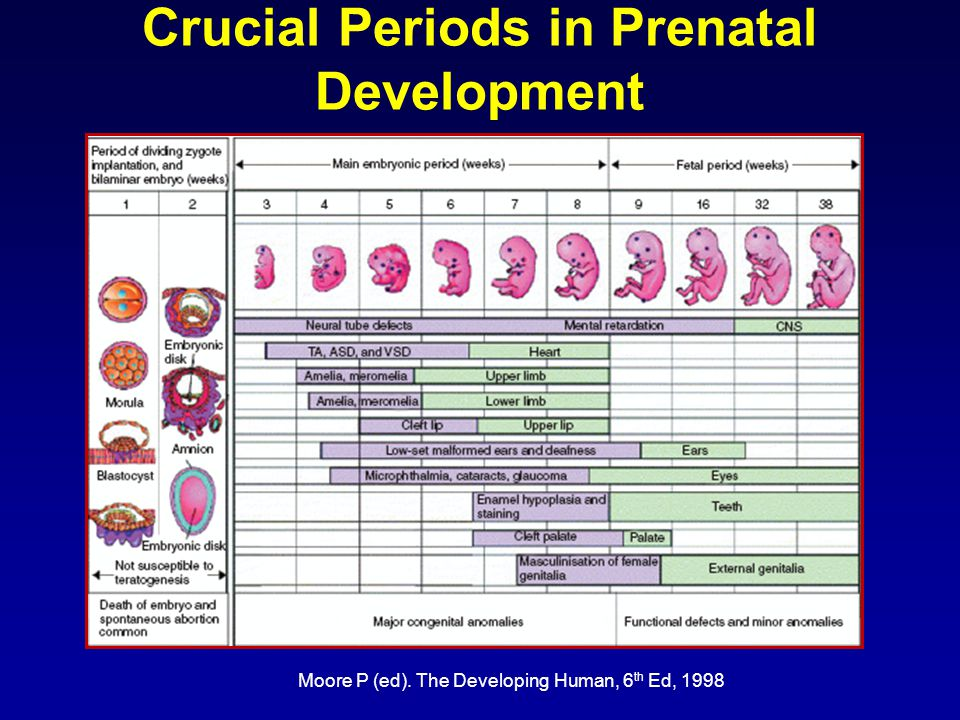 Crucial Periods in Prenatal
Development
Period of dividing zygote
implantation, and
bilaminar embryo (weeks)
Main embryonic period (weeks)
Fetal period (weeks)
1 2 3 4 5 6 7 8 9 16 32 38
Embryonic
disk
Morula
Amnion
Blastocyst
Embryonic disk
Not susceptible to
teratogenesis
Death of embryo and
spontaneous abortion
common
Neural tube defects Mental retardation CNS
TA, ASD, and VSD Heart
Amelia, meromelia Upper limb
Amelia, meromelia Lower limb
Cleft lip Upper lip
Low-set malformed ears and deafness Ears
Microphthalmia, cataracts, glaucoma Eyes
Enamel hypoplasia and
staining
Teeth
Cleft palate Palate
Masculinisation of female
genitalia
External genitalia
Major congenital anomalies
Functional defects and minor anomalies
Moore P (ed). The Developing Human, 6th Ed, 1998